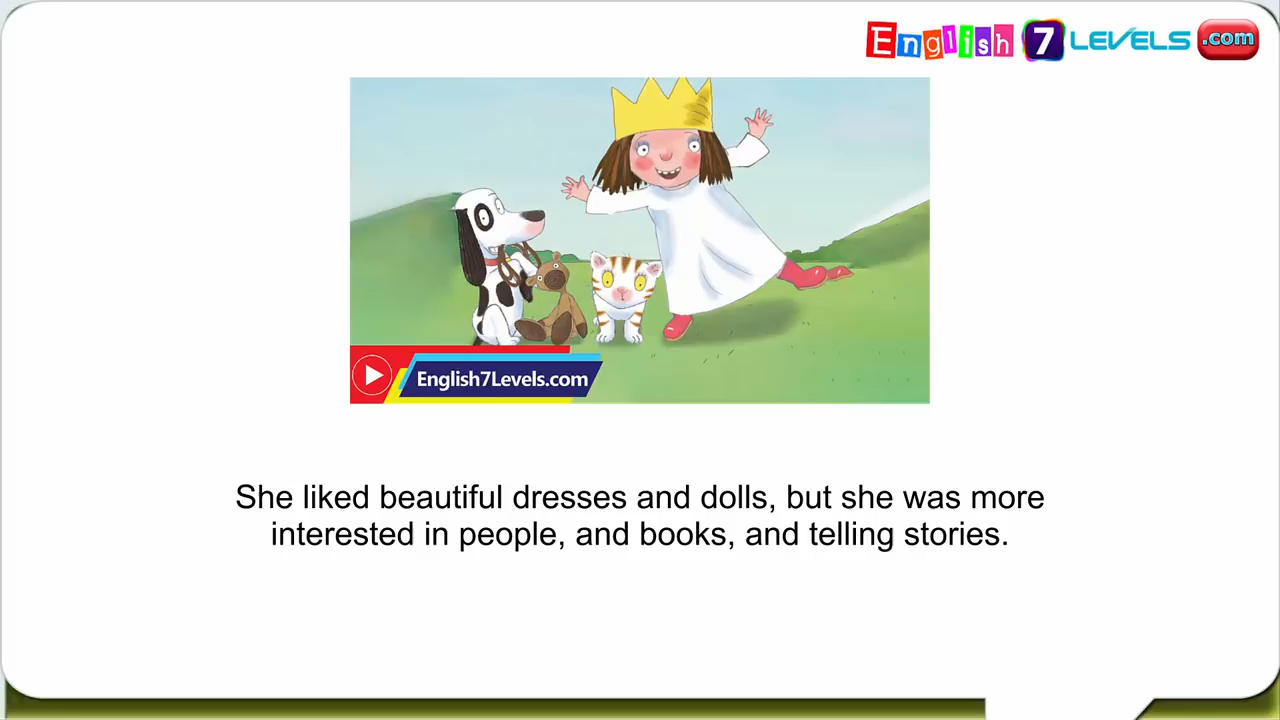 English 7 LEVELS .com
English7Levels.com
She liked beautiful dresses and dolls, but she was more
interested in people, and books, and telling stories.